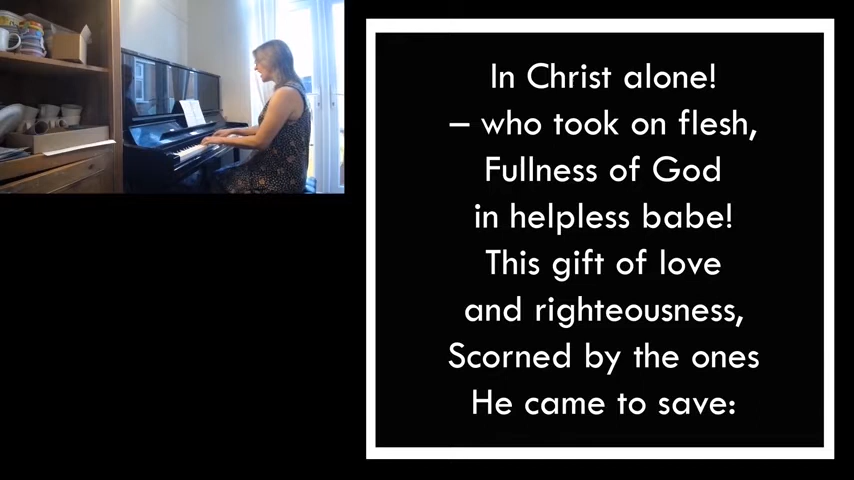 In Christ alone!
– who took on flesh,
Fullness of God
in helpless babe!
This gift of love
and righteousness,
Scorned by the ones
He came to save: